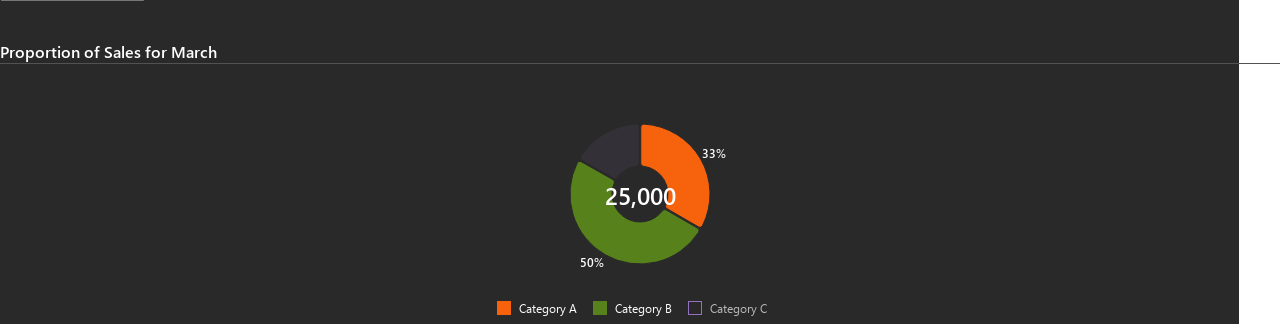 Proportion of Sales for March
33%
25,000
50%
Category A
Category B
Category C